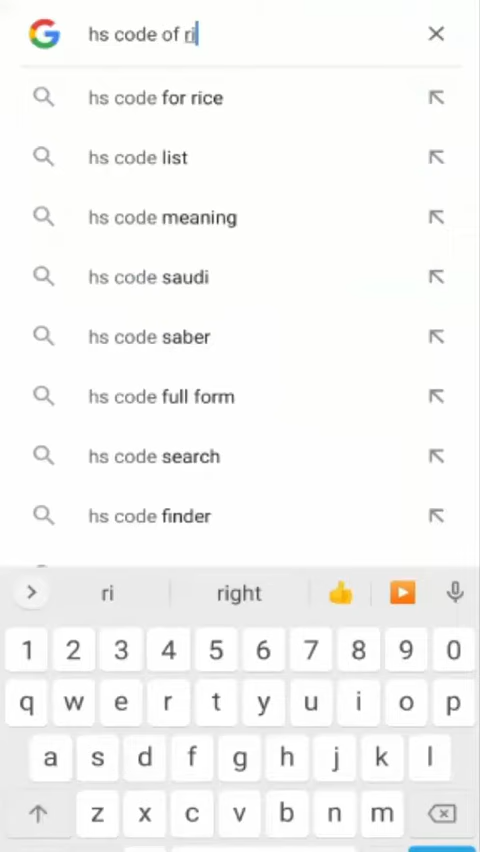 hs code of ri
hs code for rice
hs code list
hs code meaning
hs code saudi
hs code saber
hs code full form
hs code search
hs code finder
ri right
1 2 3 4 5 6 7 8 9 0
q w e r t y u i o p
a s d f g h j k l
z x c v b n m